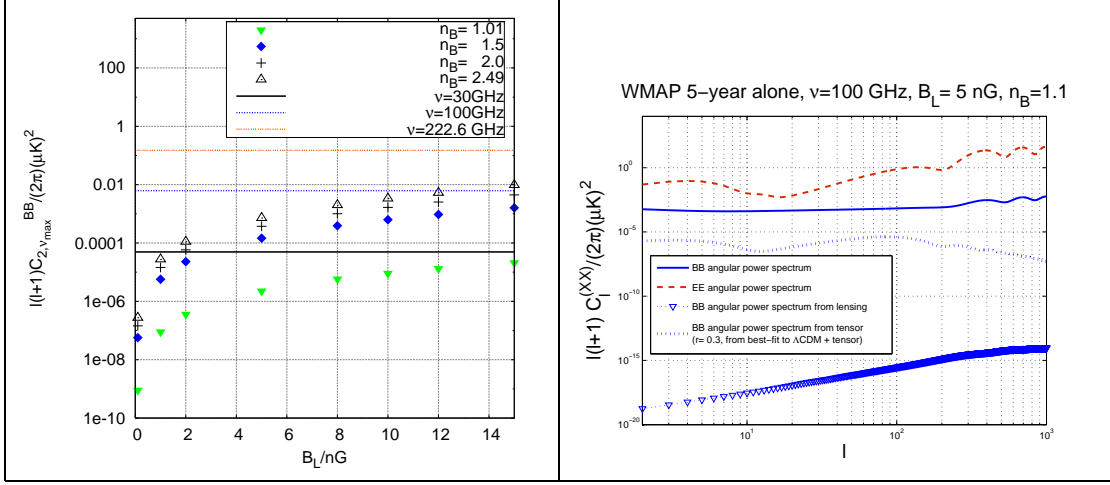 n_B= 1.01
n_B= 1.5
n_B= 2.0
n_B= 2.49
ν=30GHz
ν=100GHz
ν=222.6 GHz
100
1
0.01
0.0001
1e-06
1e-08
1e-10
0 2 4 6 8 10 12 14 16
B_L/nG
l(l+1)C_{2,ν_max}^{BB}/(2π)(μK)^2
WMAP 5−year alone, ν=100 GHz, B_L= 5 nG, n_B=1.1
10^0
10^{-5}
10^{-10}
10^{-15}
10^{-20}
BB angular power spectrum
EE angular power spectrum
BB angular power spectrum from lensing
BB angular power spectrum from tensor
(r= 0.3, from best−fit to ΛCDM + tensor)
10^1 10^2 10^3
l
l(l+1) C_l^{(XX)}/(2π)(μK)^2